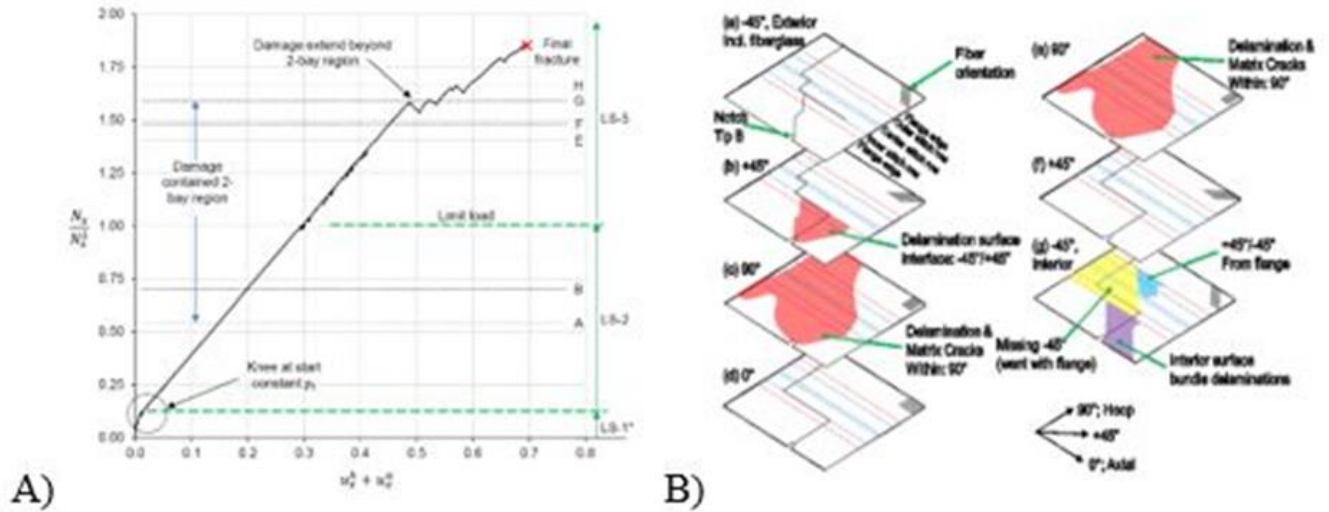 2.00
1.75
1.50
1.25
1.00
0.75
0.50
0.25
0.00
0.0 0.1 0.2 0.3 0.4 0.5 0.6 0.7 0.8
Damage extend beyond
2-bay region
Final
fracture
H
G
F
E
LS-3
Damage
contained 2-
bay region
Limit load
B
A
LS-2
Knee at start
constant
LS-1*
A)
(a) -45°, Exterior
Incl. fiberglass
Fiber
orientation
Notch
Tip B
(b) +45°
Delamination surface
Interface: -45°/+45°
(c) 90°
Delamination &
Matrix Cracks
Within: 90°
(d) 0°
(e) 90°
Delamination &
Matrix Cracks
Within: 90°
(f) +45°
(g) -45°,
Interior
+45°/-45°
From flange
Missing -45°
(went with flange)
Interior surface
bundle delaminations
90°; Hoop
+45°
0°; Axial
B)